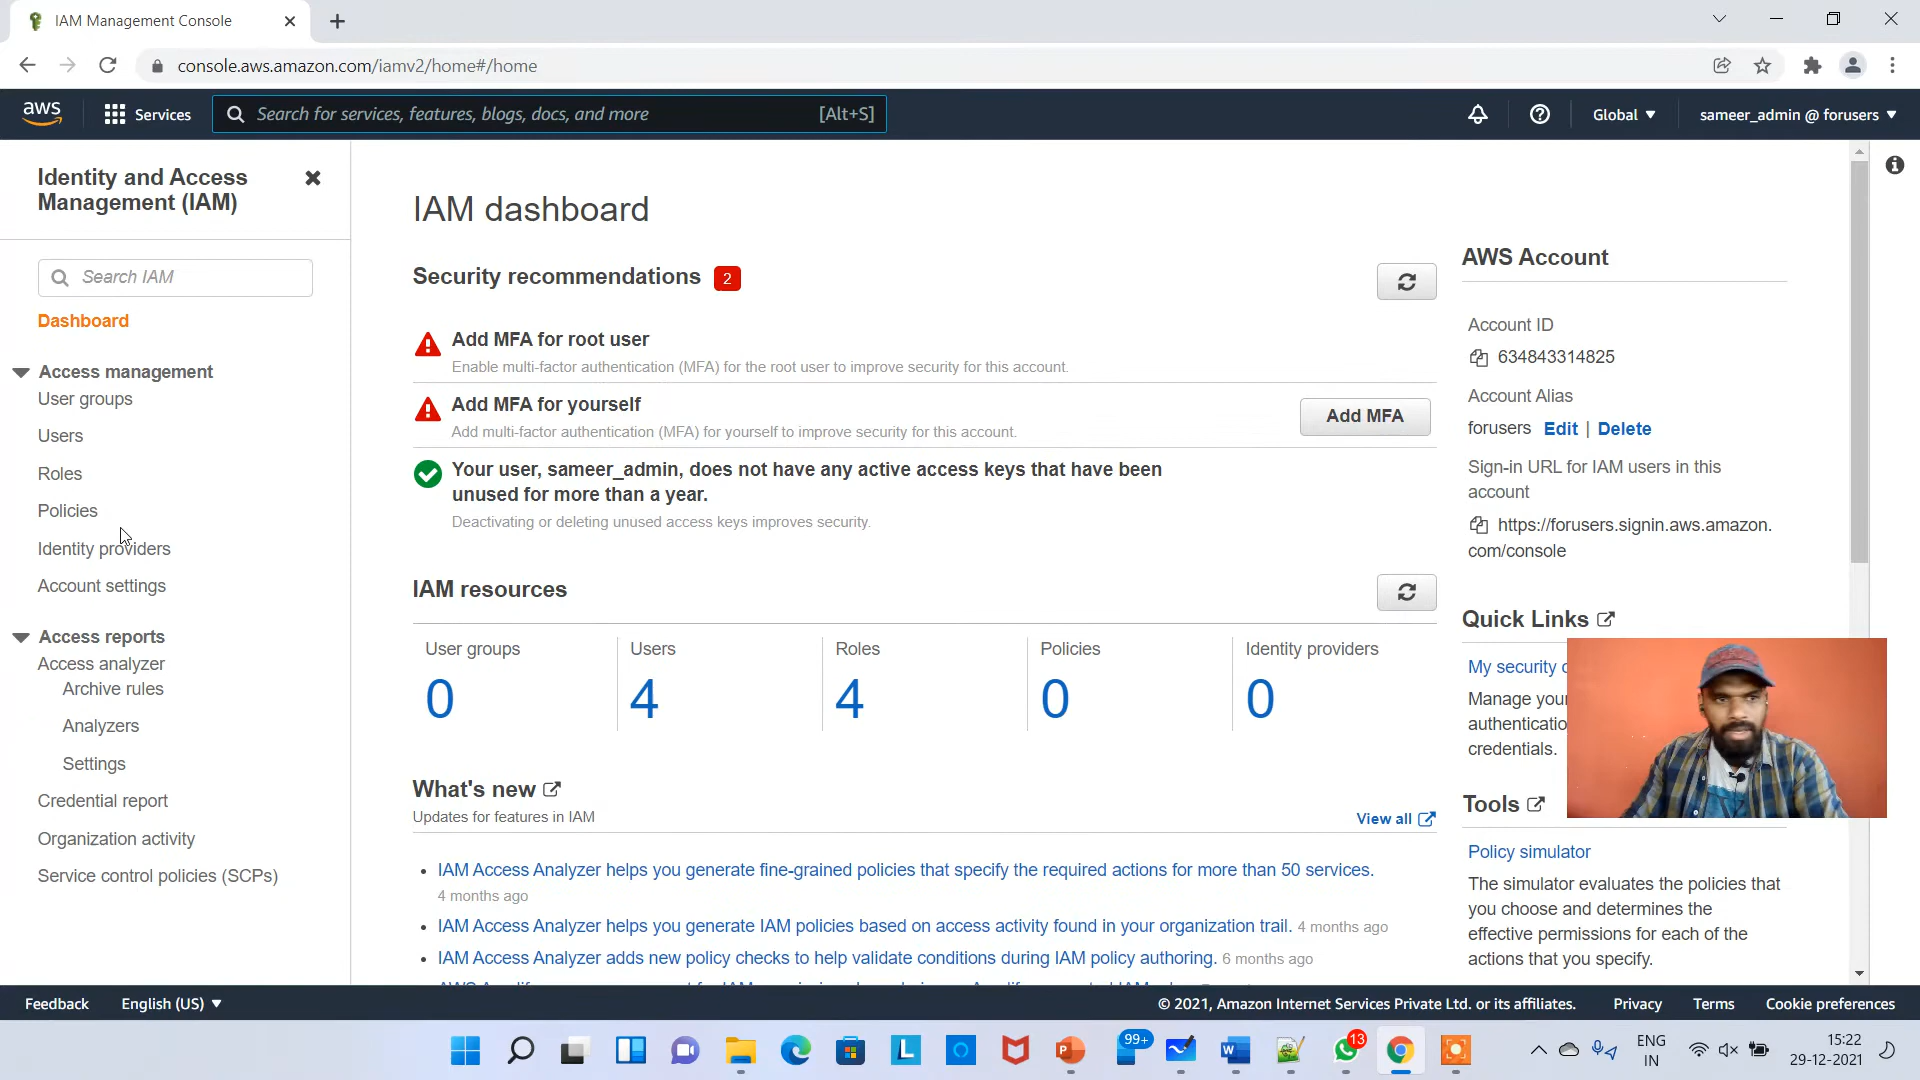 IAM Management Console
console.aws.amazon.com/iamv2/home#/home
aws
Services
Search for services, features, blogs, docs, and more
[Alt+S]
Global
sameer_admin @ forusers
Identity and Access
Management (IAM)
Search IAM
Dashboard
Access management
User groups
Users
Roles
Policies
Identity providers
Account settings
Access reports
Access analyzer
Archive rules
Analyzers
Settings
Credential report
Organization activity
Service control policies (SCPs)
IAM dashboard
Security recommendations 2
Add MFA for root user
Enable multi-factor authentication (MFA) for the root user to improve security for this account.
Add MFA for yourself
Add multi-factor authentication (MFA) for yourself to improve security for this account.
Add MFA
Your user, sameer_admin, does not have any active access keys that have been
unused for more than a year.
Deactivating or deleting unused access keys improves security.
IAM resources
User groups Users Roles Policies Identity providers
0 4 4 0 0
What's new
Updates for features in IAM
View all
IAM Access Analyzer helps you generate fine-grained policies that specify the required actions for more than 50 services.
4 months ago
IAM Access Analyzer helps you generate IAM policies based on access activity found in your organization trail. 4 months ago
IAM Access Analyzer adds new policy checks to help validate conditions during IAM policy authoring. 6 months ago
AWS Account
Account ID
634843314825
Account Alias
forusers Edit | Delete
Sign-in URL for IAM users in this
account
https://forusers.signin.aws.amazon.
com/console
Quick Links
My security
Manage your
authentication
credentials.
Tools
Policy simulator
The simulator evaluates the policies that
you choose and determines the
effective permissions for each of the
actions that you specify.
Feedback
English (US)
© 2021, Amazon Internet Services Private Ltd. or its affiliates.
Privacy
Terms
Cookie preferences
99+
13
ENG
IN
15:22
29-12-2021